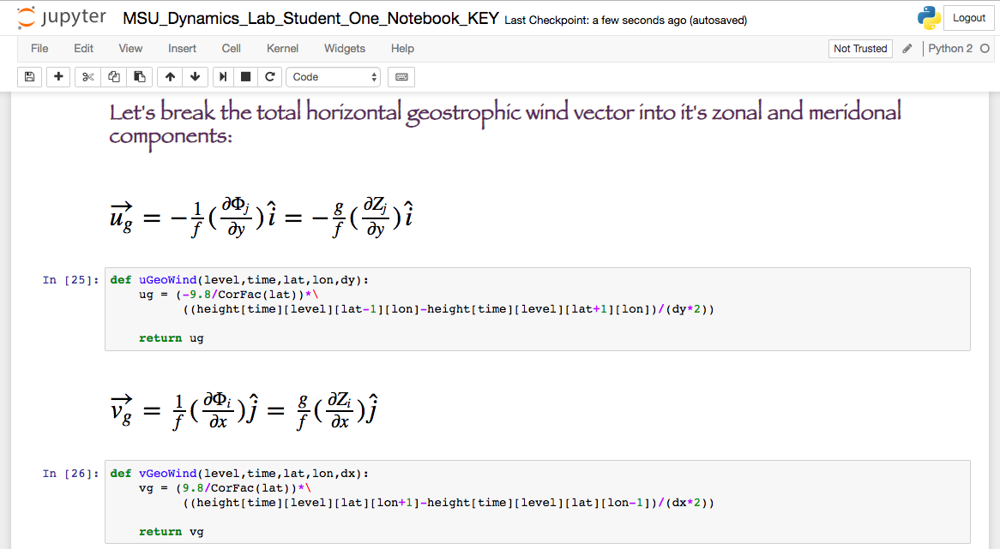 jupyter MSU_Dynamics_Lab_Student_One_Notebook_KEY Last Checkpoint: a few seconds ago (autosaved) Logout
File Edit View Insert Cell Kernel Widgets Help Not Trusted Python 2
Code
Let's break the total horizontal geostrophic wind vector into it's zonal and meridonal
components:
$\overrightarrow{u_g} = -\frac{1}{f}(\frac{\partial \Phi_j}{\partial y})\hat{i} = -\frac{g}{f}(\frac{\partial Z_j}{\partial y})\hat{i}$
In [25]: def uGeoWind(level,time,lat,lon,dy):
ug = (-9.8/CorFac(lat))*\
((height[time][level][lat-1][lon]-height[time][level][lat+1][lon])/(dy*2))
return ug
$\overrightarrow{v_g} = \frac{1}{f}(\frac{\partial \Phi_i}{\partial x})\hat{j} = \frac{g}{f}(\frac{\partial Z_i}{\partial x})\hat{j}$
In [26]: def vGeoWind(level,time,lat,lon,dx):
vg = (9.8/CorFac(lat))*\
((height[time][level][lat][lon+1]-height[time][level][lat][lon-1])/(dx*2))
return vg